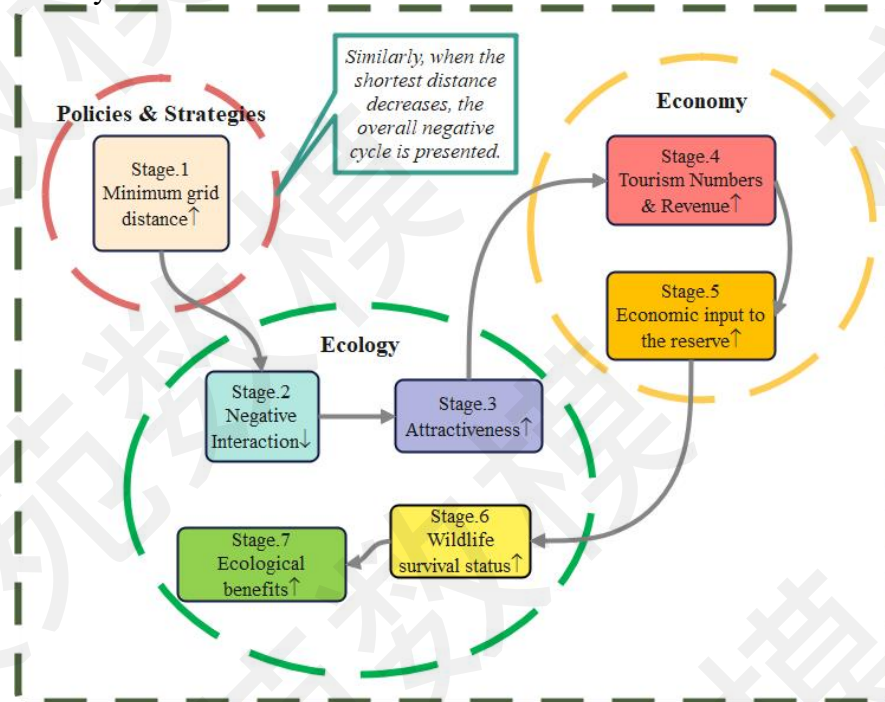 Similarly, when the
shortest distance
decreases, the
overall negative
cycle is presented.
Policies & Strategies
Stage.1
Minimum grid
distance↑
Economy
Stage.4
Tourism Numbers
& Revenue↑
Stage.5
Economic input to
the reserve↑
Ecology
Stage.2
Negative
Interaction↓
Stage.3
Attractiveness↑
Stage.6
Wildlife
survival status↑
Stage.7
Ecological
benefits↑